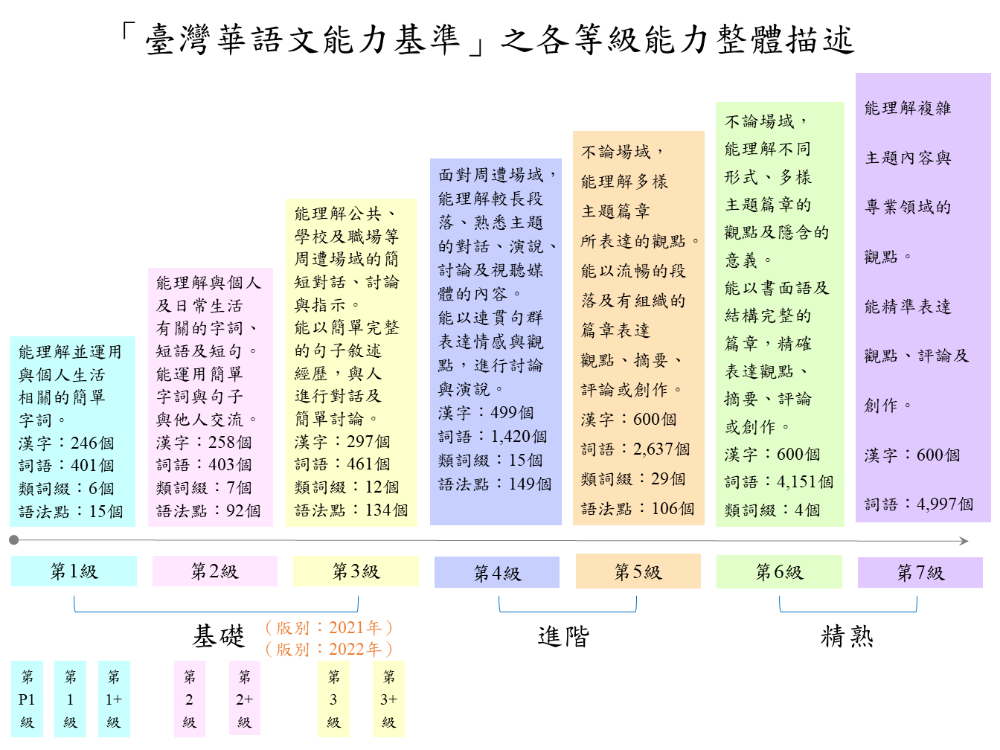 「臺灣華語文能力基準」之各等級能力整體描述
能理解並運用
與個人生活
相關的簡單
字詞。
漢字：246個
詞語：401個
類詞綴：6個
語法點：15個
能理解與個人
及日常生活
有關的字詞、
短語及短句。
能運用簡單
字詞與句子
與他人交流。
漢字：258個
詞語：403個
類詞綴：7個
語法點：92個
能理解公共、
學校及職場等
周遭場域的簡
短對話、討論
與指示。
能以簡單完整
的句子敘述
經歷，與人
進行對話及
簡單討論。
漢字：297個
詞語：461個
類詞綴：12個
語法點：134個
面對周遭場域，
能理解較長段
落、熟悉主題
的對話、演說、
討論及視聽媒
體的內容。
能以連貫句群
表達情感與觀
點，進行討論
與演說。
漢字：499個
詞語：1,420個
類詞綴：15個
語法點：149個
不論場域，
能理解多樣
主題篇章
所表達的觀點。
能以流暢的段
落及有組織的
篇章表達
觀點、摘要、
評論或創作。
漢字：600個
詞語：2,637個
類詞綴：29個
語法點：106個
不論場域，
能理解不同
形式、多樣
主題篇章的
觀點及隱含的
意義。
能以書面語及
結構完整的
篇章，精確
表達觀點、
摘要、評論
或創作。
漢字：600個
詞語：4,151個
類詞綴：4個
能理解複雜
主題內容與
專業領域的
觀點。
能精準表達
觀點、評論及
創作。
漢字：600個
詞語：4,997個
第1級
第2級
第3級
第4級
第5級
第6級
第7級
基礎
（版別：2021年）
（版別：2022年）
進階
精熟
第
P1
級
第
1
級
第
1+
級
第
2
級
第
2+
級
第
3
級
第
3+
級